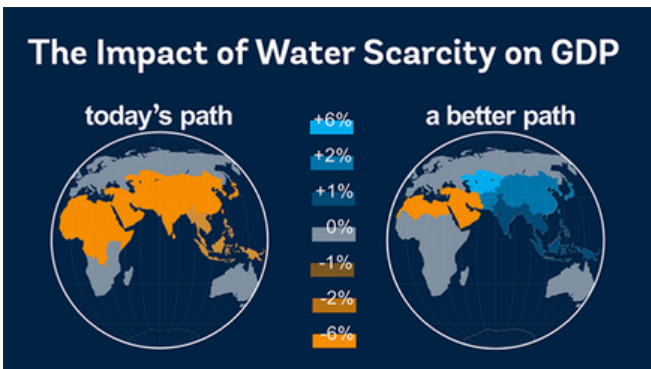 The Impact of Water Scarcity on GDP
today's path
a better path
+6%
+2%
+1%
0%
-1%
-2%
-6%